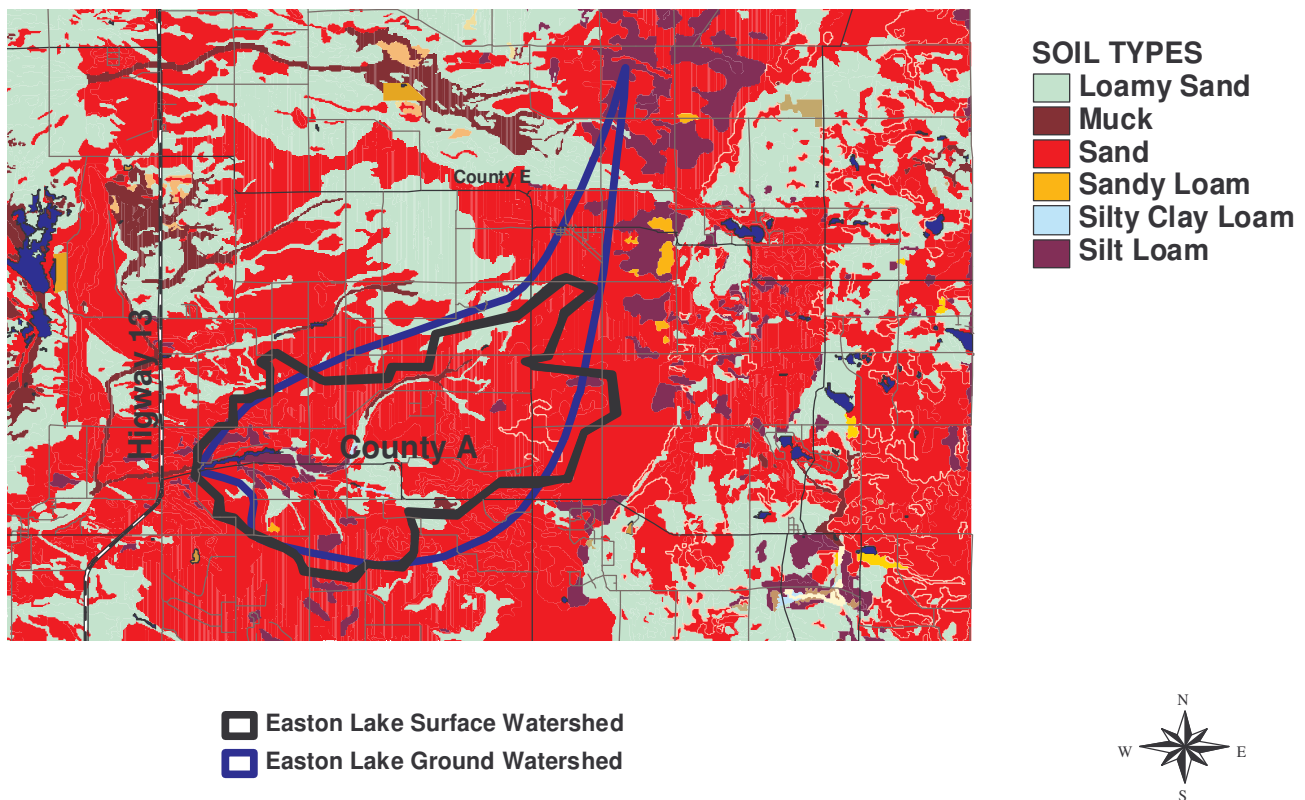 SOIL TYPES
Loamy Sand
Muck
Sand
Sandy Loam
Silty Clay Loam
Silt Loam
County E
Higway 13
County A
Easton Lake Surface Watershed
Easton Lake Ground Watershed
N
W
E
S